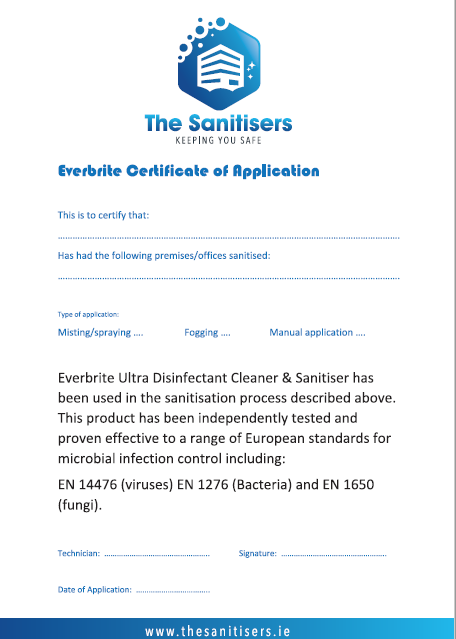 The Sanitisers
KEEPING YOU SAFE
Everbrite Certificate of Application
This is to certify that:
........................................................................................................................
Has had the following premises/offices sanitised:
........................................................................................................................
Type of application:
Misting/spraying .... Fogging .... Manual application ....
Everbrite Ultra Disinfectant Cleaner & Sanitiser has
been used in the sanitisation process described above.
This product has been independently tested and
proven effective to a range of European standards for
microbial infection control including:
EN 14476 (viruses) EN 1276 (Bacteria) and EN 1650
(fungi).
Technician: ............................................. Signature: .............................................
Date of Application: ................................
www.thesanitisers.ie